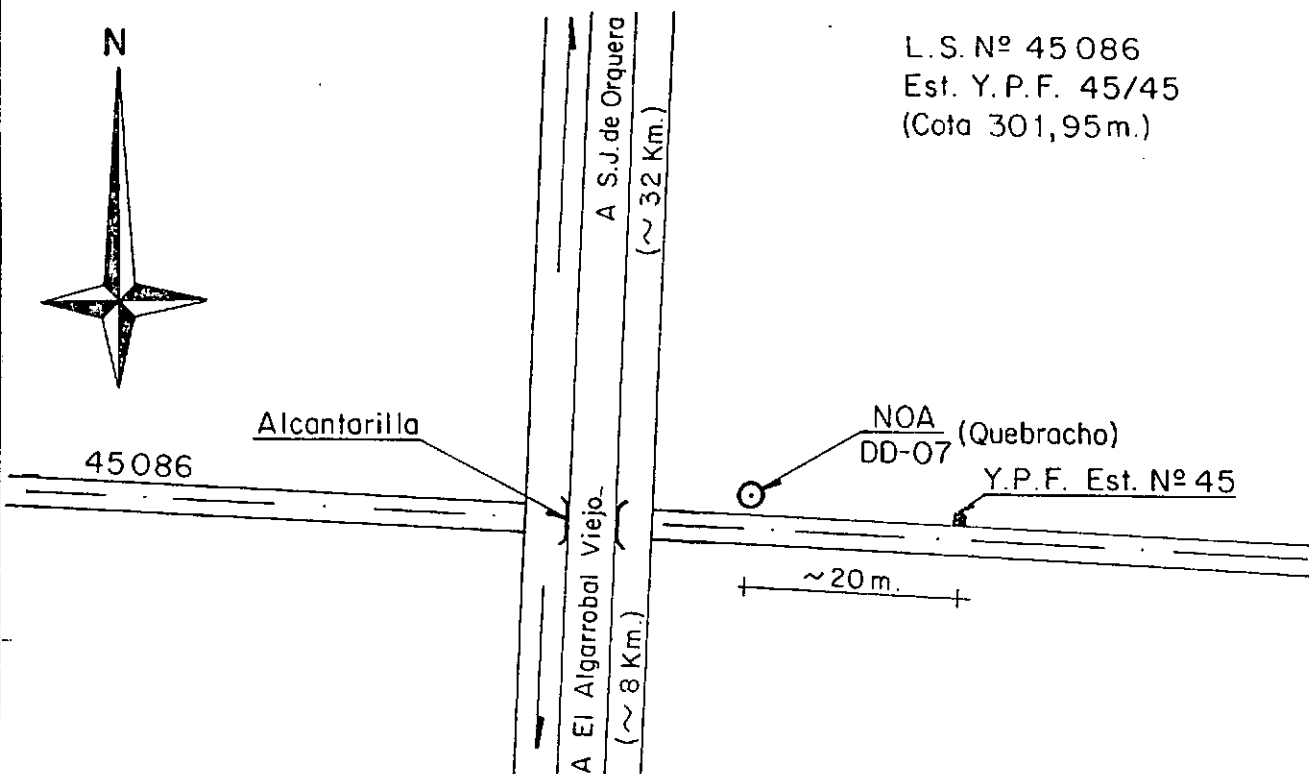 N
L.S. Nº 45 086
Est. Y.P.F. 45/45
(Cota 301,95m.)
A S.J. de Orquera
(~ 32 Km.)
Alcantarilla
45086
NOA
DD-07 (Quebracho)
Y.P.F. Est. Nº 45
~20 m.
A El Algarrobal Viejo
(~ 8 Km.)